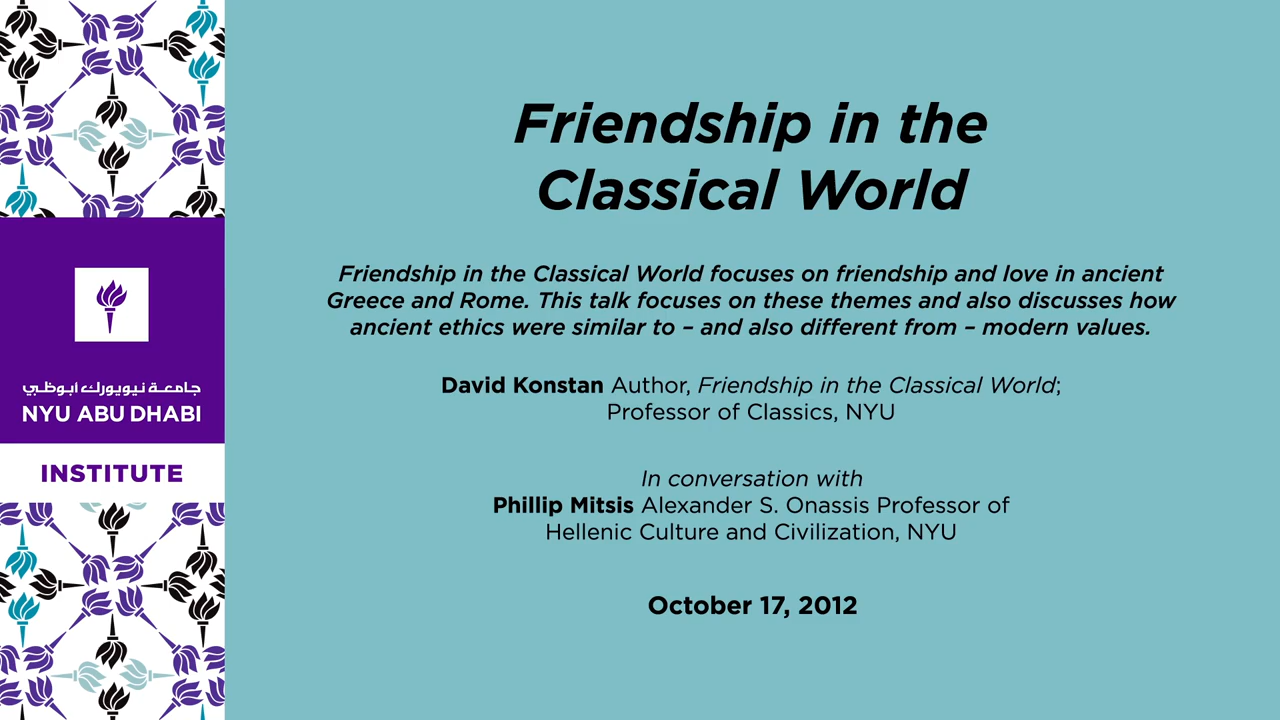 Friendship in the
Classical World
Friendship in the Classical World focuses on friendship and love in ancient
Greece and Rome. This talk focuses on these themes and also discusses how
ancient ethics were similar to – and also different from – modern values.
David Konstan Author, Friendship in the Classical World;
Professor of Classics, NYU
In conversation with
Phillip Mitsis Alexander S. Onassis Professor of
Hellenic Culture and Civilization, NYU
October 17, 2012
جامعة نيويورك أبوظبي
NYU ABU DHABI
INSTITUTE